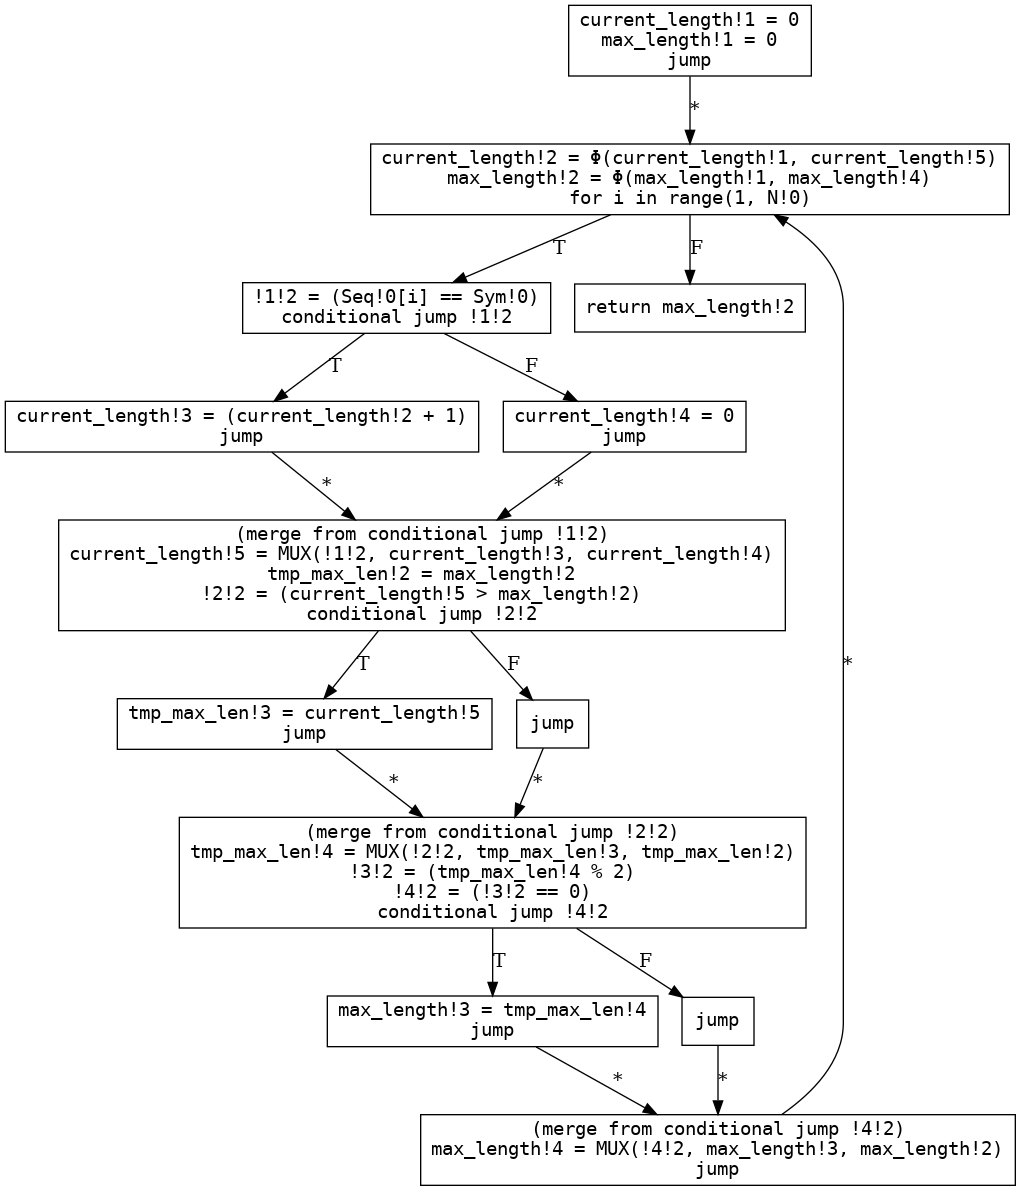 current_length!1 = 0
max_length!1 = 0
jump
*
current_length!2 = Φ(current_length!1, current_length!5)
max_length!2 = Φ(max_length!1, max_length!4)
for i in range(1, N!0)
T
F
!1!2 = (Seq!0[i] == Sym!0)
conditional jump !1!2
return max_length!2
T
F
current_length!3 = (current_length!2 + 1)
jump
current_length!4 = 0
jump
*
*
(merge from conditional jump !1!2)
current_length!5 = MUX(!1!2, current_length!3, current_length!4)
tmp_max_len!2 = max_length!2
!2!2 = (current_length!5 > max_length!2)
conditional jump !2!2
T
F
*
tmp_max_len!3 = current_length!5
jump
jump
*
*
(merge from conditional jump !2!2)
tmp_max_len!4 = MUX(!2!2, tmp_max_len!3, tmp_max_len!2)
!3!2 = (tmp_max_len!4 % 2)
!4!2 = (!3!2 == 0)
conditional jump !4!2
T
F
max_length!3 = tmp_max_len!4
jump
jump
*
*
(merge from conditional jump !4!2)
max_length!4 = MUX(!4!2, max_length!3, max_length!2)
jump